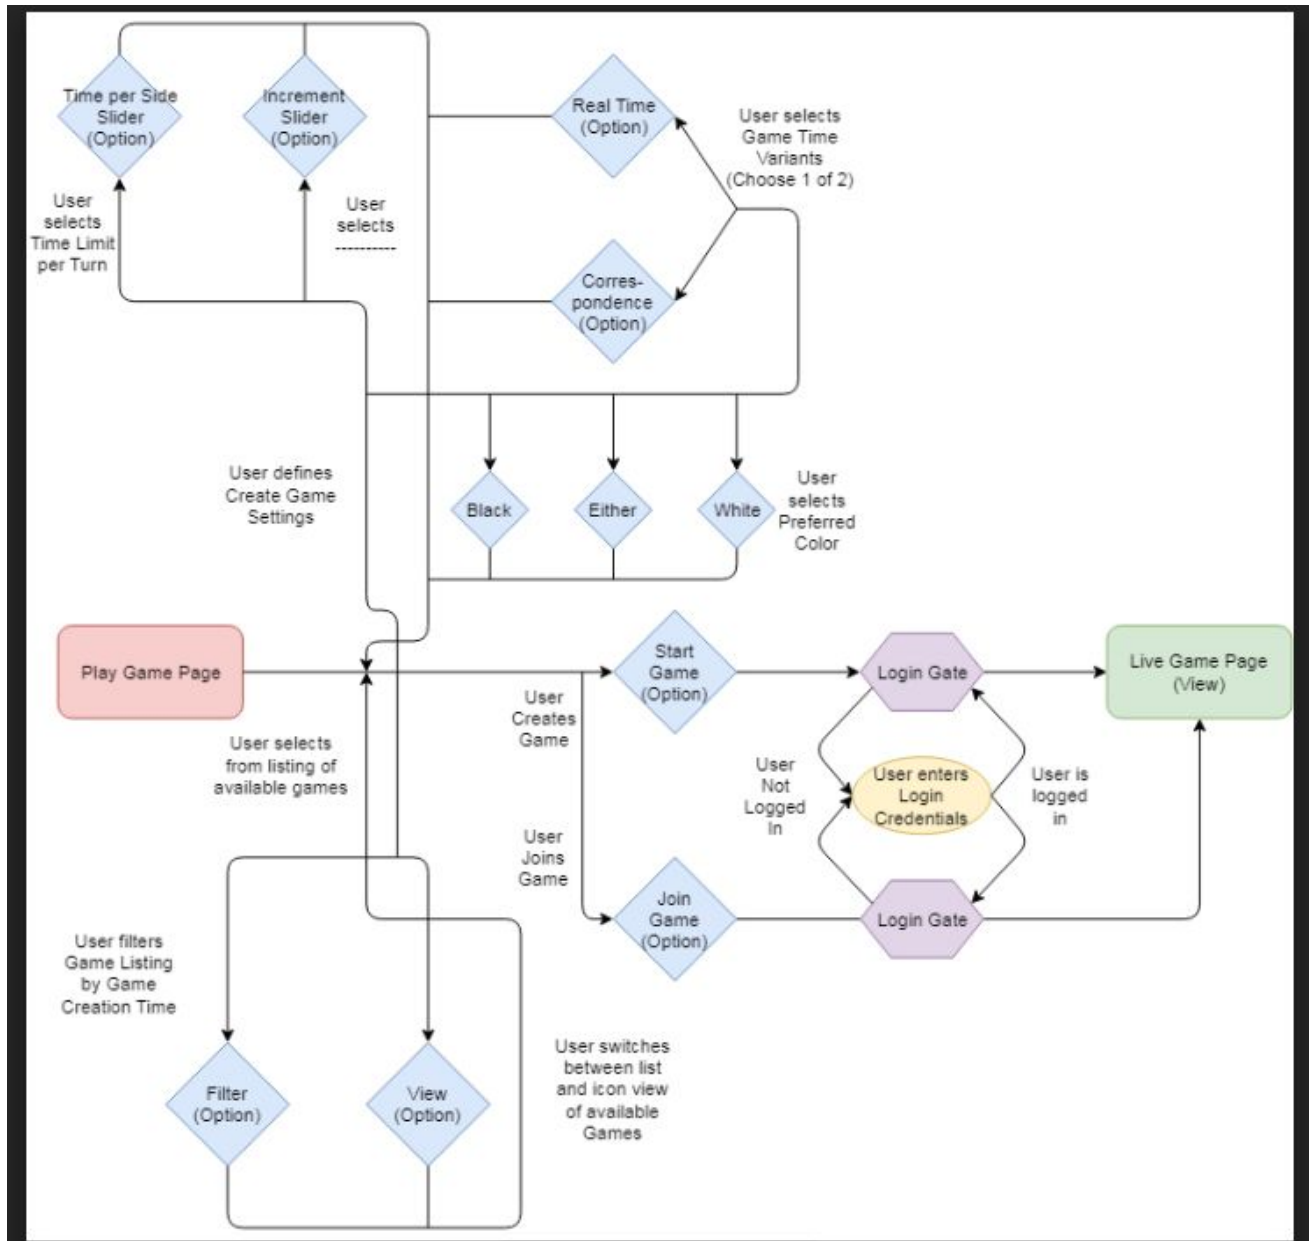 Time per Side
Slider
(Option)
Increment
Slider
(Option)
Real Time
(Option)
User selects
Game Time
Variants
(Choose 1 of 2)
User
selects
Time Limit
per Turn
User
selects
----------
Corres-
pondence
(Option)
User defines
Create Game
Settings
Black
Either
White
User
selects
Preferred
Color
Play Game Page
Start
Game
(Option)
Login Gate
Live Game Page
(View)
User
Creates
Game
User selects
from listing of
available games
User
Not
Logged
In
User enters
Login
Credentials
User is
logged
in
User
Joins
Game
Join
Game
(Option)
Login Gate
User filters
Game Listing
by Game
Creation Time
Filter
(Option)
View
(Option)
User switches
between list
and icon view
of available
Games